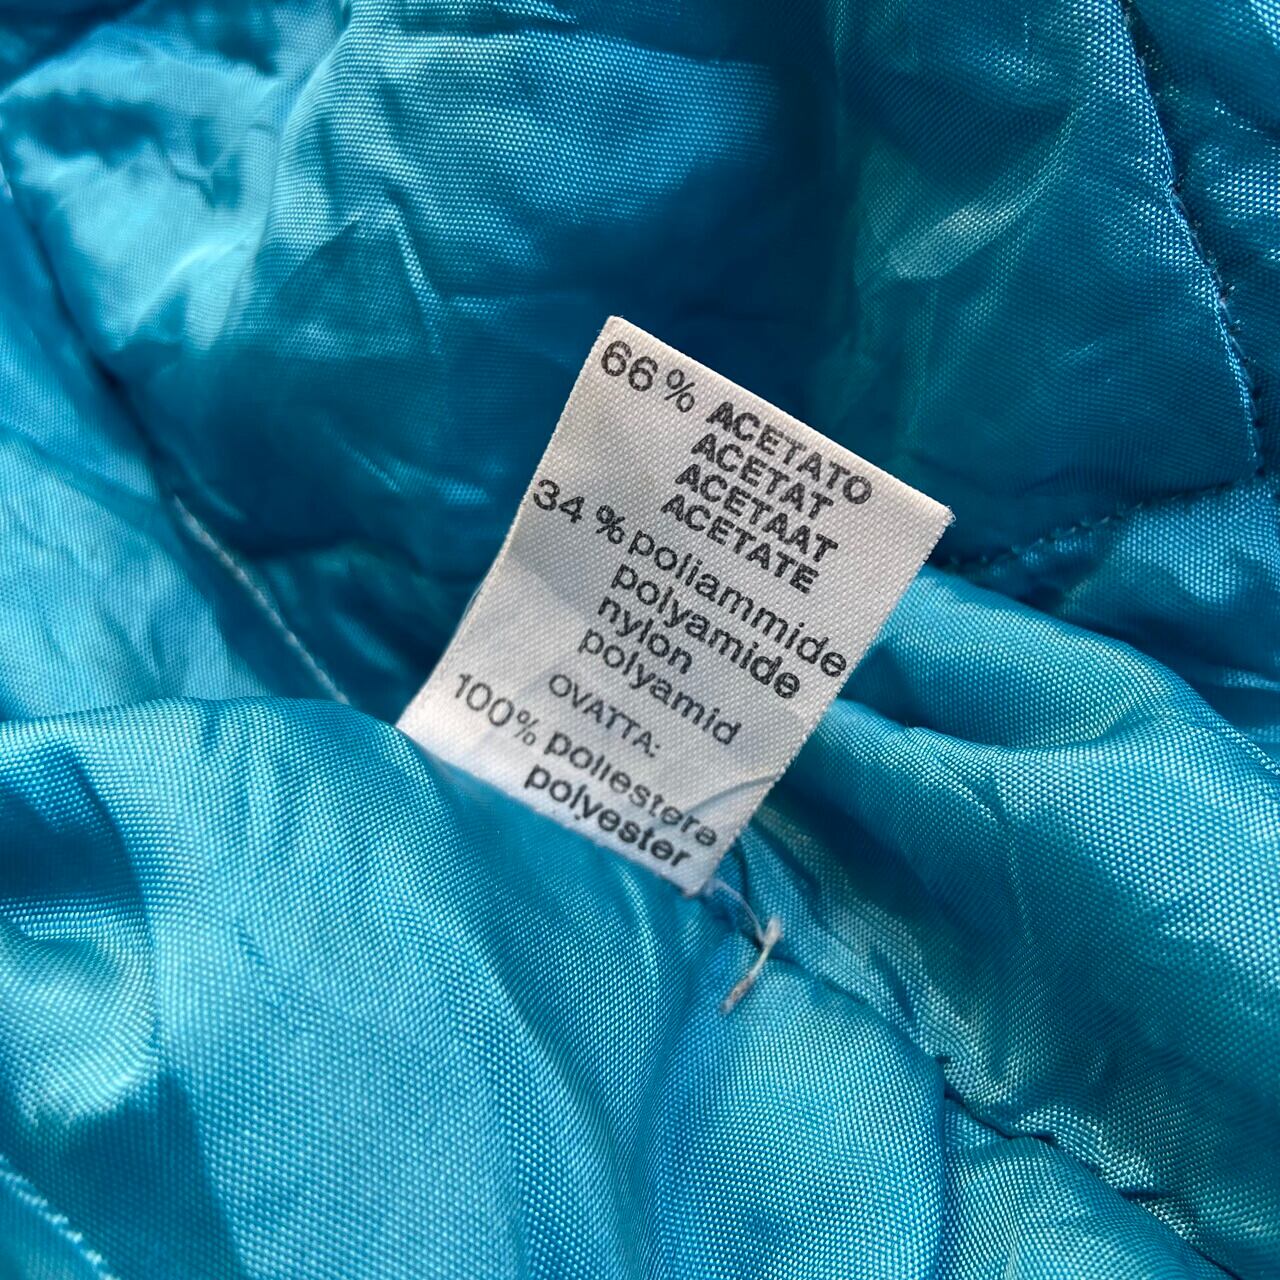 66% ACETATO
ACETAT
ACETAAT
ACETATE
34% poliammide
polyamide
nylon
polyamid
OVATTA:
100% poliestere
polyester